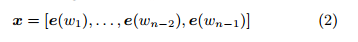 x = [e(w₁), . . . , e(wₙ₋₂), e(wₙ₋₁)] (2)